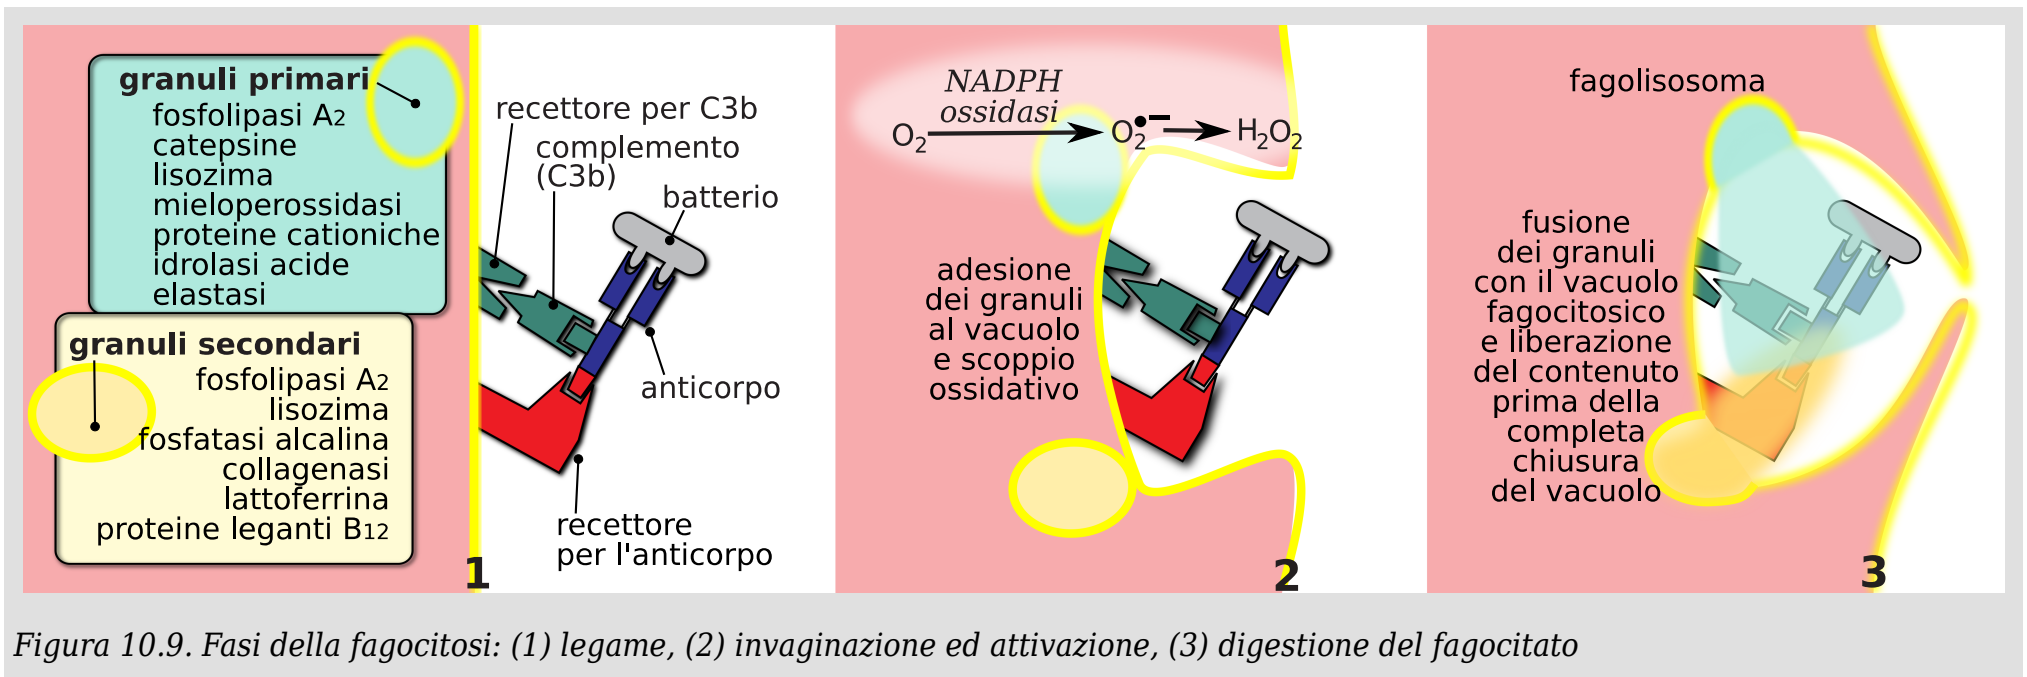 granuli primari
fosfolipasi A2
catepsine
lisozima
mieloperossidasi
proteine cationiche
idrolasi acide
elastasi
granuli secondari
fosfolipasi A2
lisozima
fosfatasi alcalina
collagenasi
lattoferrina
proteine leganti B12
recettore per C3b
complemento
(C3b)
batterio
anticorpo
recettore
per l'anticorpo
1
NADPH
ossidasi
O₂ O₂•− H₂O₂
adesione
dei granuli
al vacuolo
e scoppio
ossidativo
2
fagolisosoma
fusione
dei granuli
con il vacuolo
fagocitosico
e liberazione
del contenuto
prima della
completa
chiusura
del vacuolo
3
Figura 10.9. Fasi della fagocitosi: (1) legame, (2) invaginazione ed attivazione, (3) digestione del fagocitato